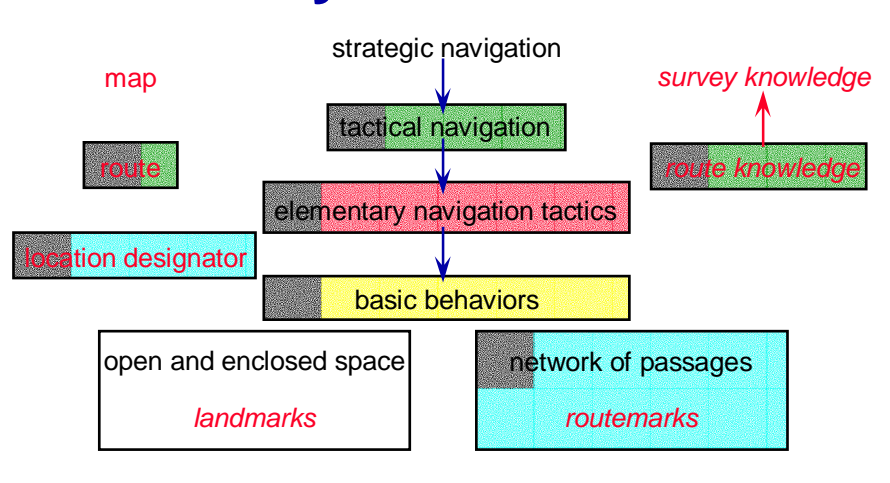 strategic navigation
map
survey knowledge
tactical navigation
route
route knowledge
elementary navigation tactics
location designator
basic behaviors
open and enclosed space
network of passages
landmarks
routemarks